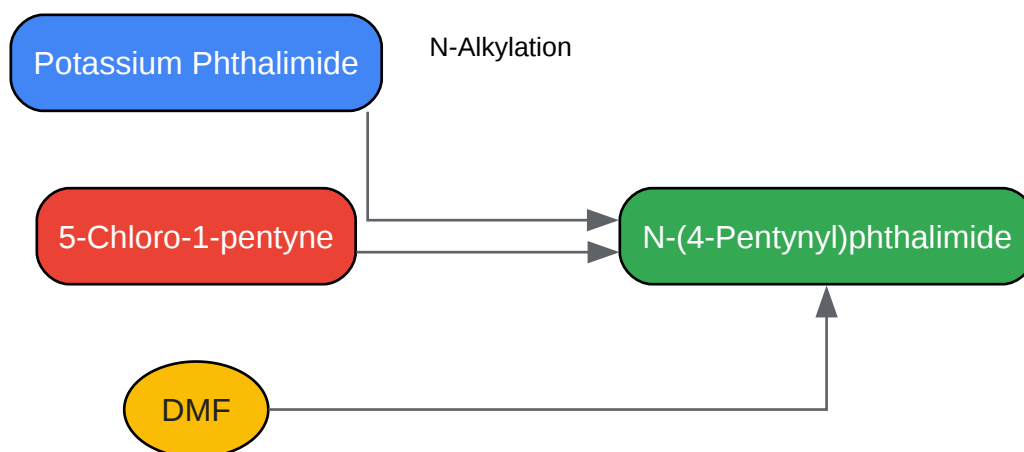 Potassium Phthalimide
N-Alkylation
5-Chloro-1-pentyne
N-(4-Pentynyl)phthalimide
DMF